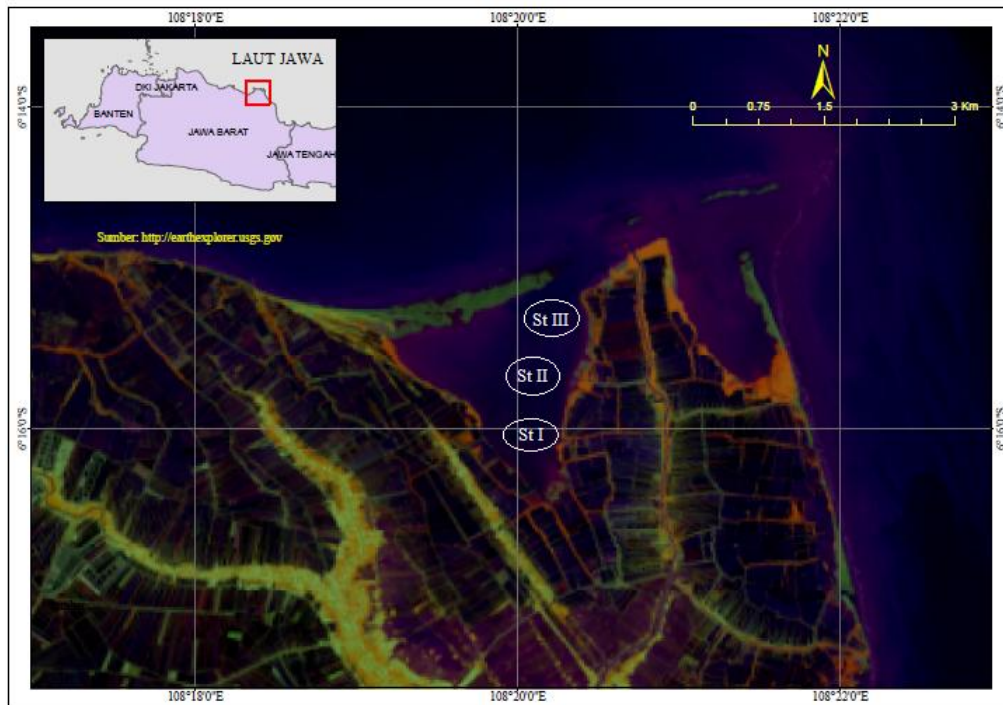 108°18'0"E 108°20'0"E 108°22'0"E
LAUT JAWA
DKI JAKARTA
BANTEN
JAWA BARAT
JAWA TENGAH
N
0 0.75 1.5 3 Km
6°14'0"S 6°14'0"S
Sumber: http://earthexplorer.usgs.gov
St III
St II
St I
6°16'0"S 6°16'0"S
108°18'0"E 108°20'0"E 108°22'0"E